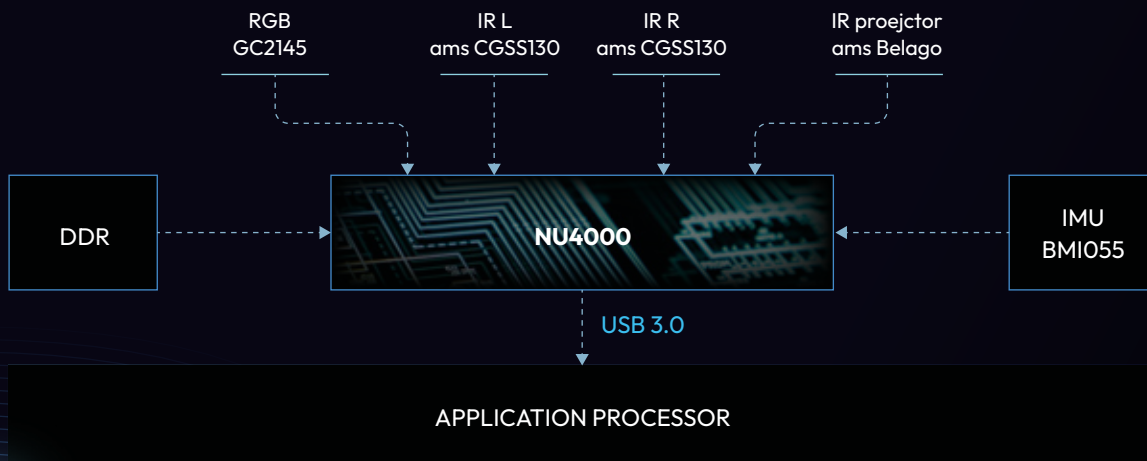 RGB
GC2145
IR L
ams CGSS130
IR R
ams CGSS130
IR proejctor
ams Belago
DDR
NU4000
IMU
BMI055
USB 3.0
APPLICATION PROCESSOR